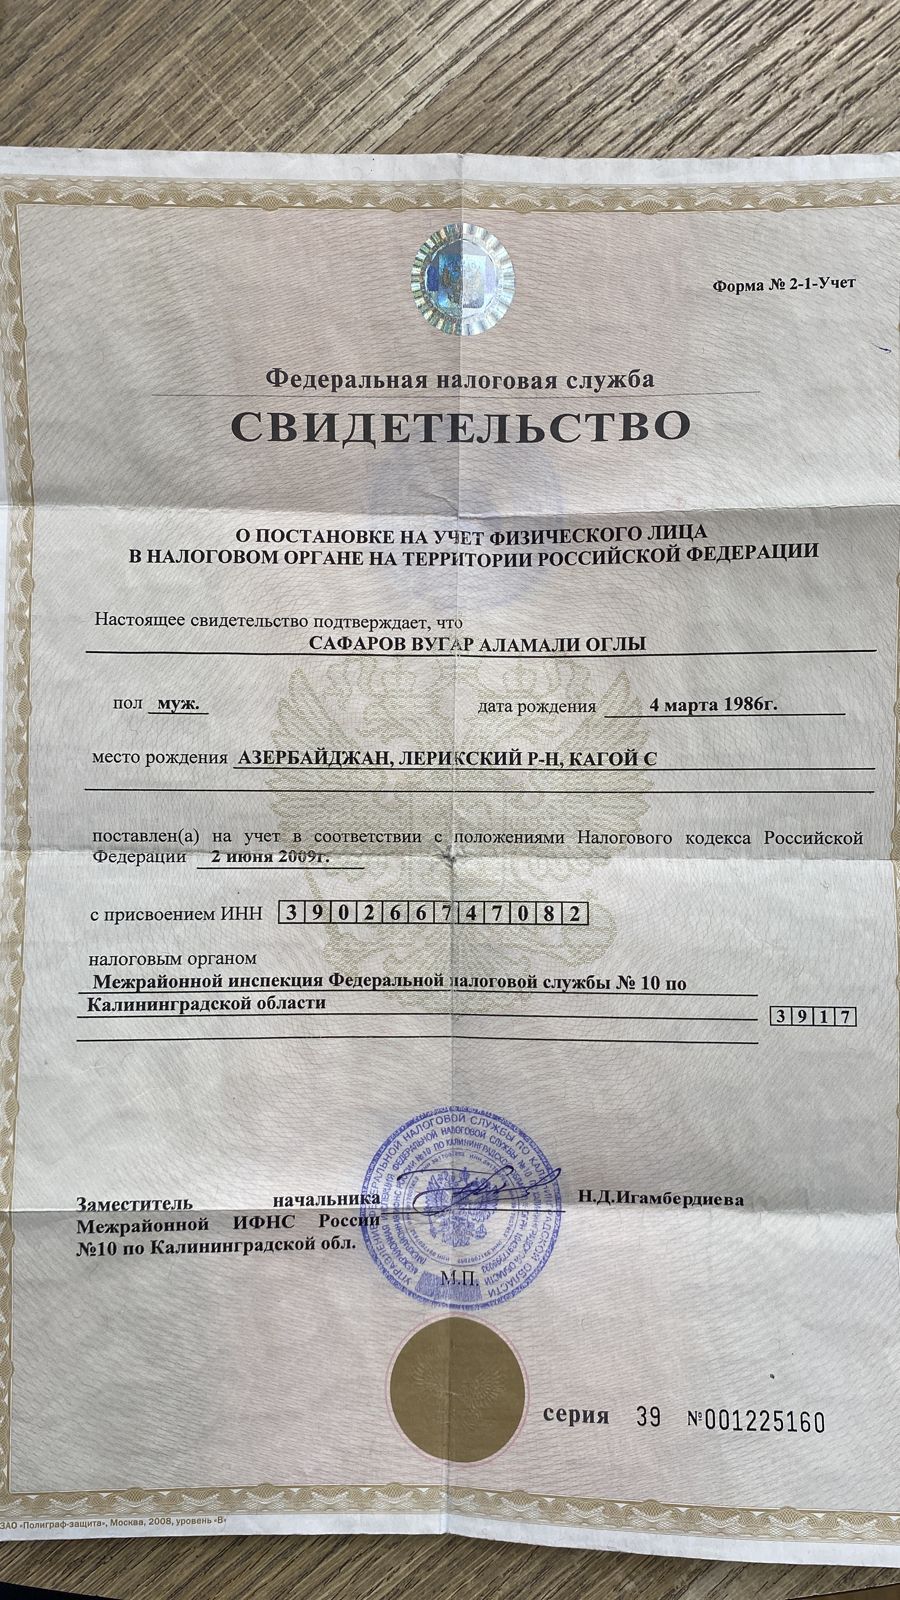 Форма № 2-1-Учет
Федеральная налоговая служба
СВИДЕТЕЛЬСТВО
О ПОСТАНОВКЕ НА УЧЕТ ФИЗИЧЕСКОГО ЛИЦА
В НАЛОГОВОМ ОРГАНЕ НА ТЕРРИТОРИИ РОССИЙСКОЙ ФЕДЕРАЦИИ
Настоящее свидетельство подтверждает, что
САФАРОВ ВУГАР АЛАМАЛИ ОГЛЫ
пол муж. дата рождения 4 марта 1986г.
место рождения АЗЕРБАЙДЖАН, ЛЕРИКСКИЙ Р-Н, КАГОЙ С
поставлен(а) на учет в соответствии с положениями Налогового кодекса Российской
Федерации 2 июня 2009г.
с присвоением ИНН 390266747082
налоговым органом
Межрайонной инспекция Федеральной налоговой службы № 10 по
Калининградской области
3917
Заместитель начальника
Межрайонной ИФНС России
№10 по Калининградской обл.
Н.Д.Игамбердиева
М.П.
серия 39 №001225160
ЗАО «Полиграф-защита», Москва, 2008, уровень «В»